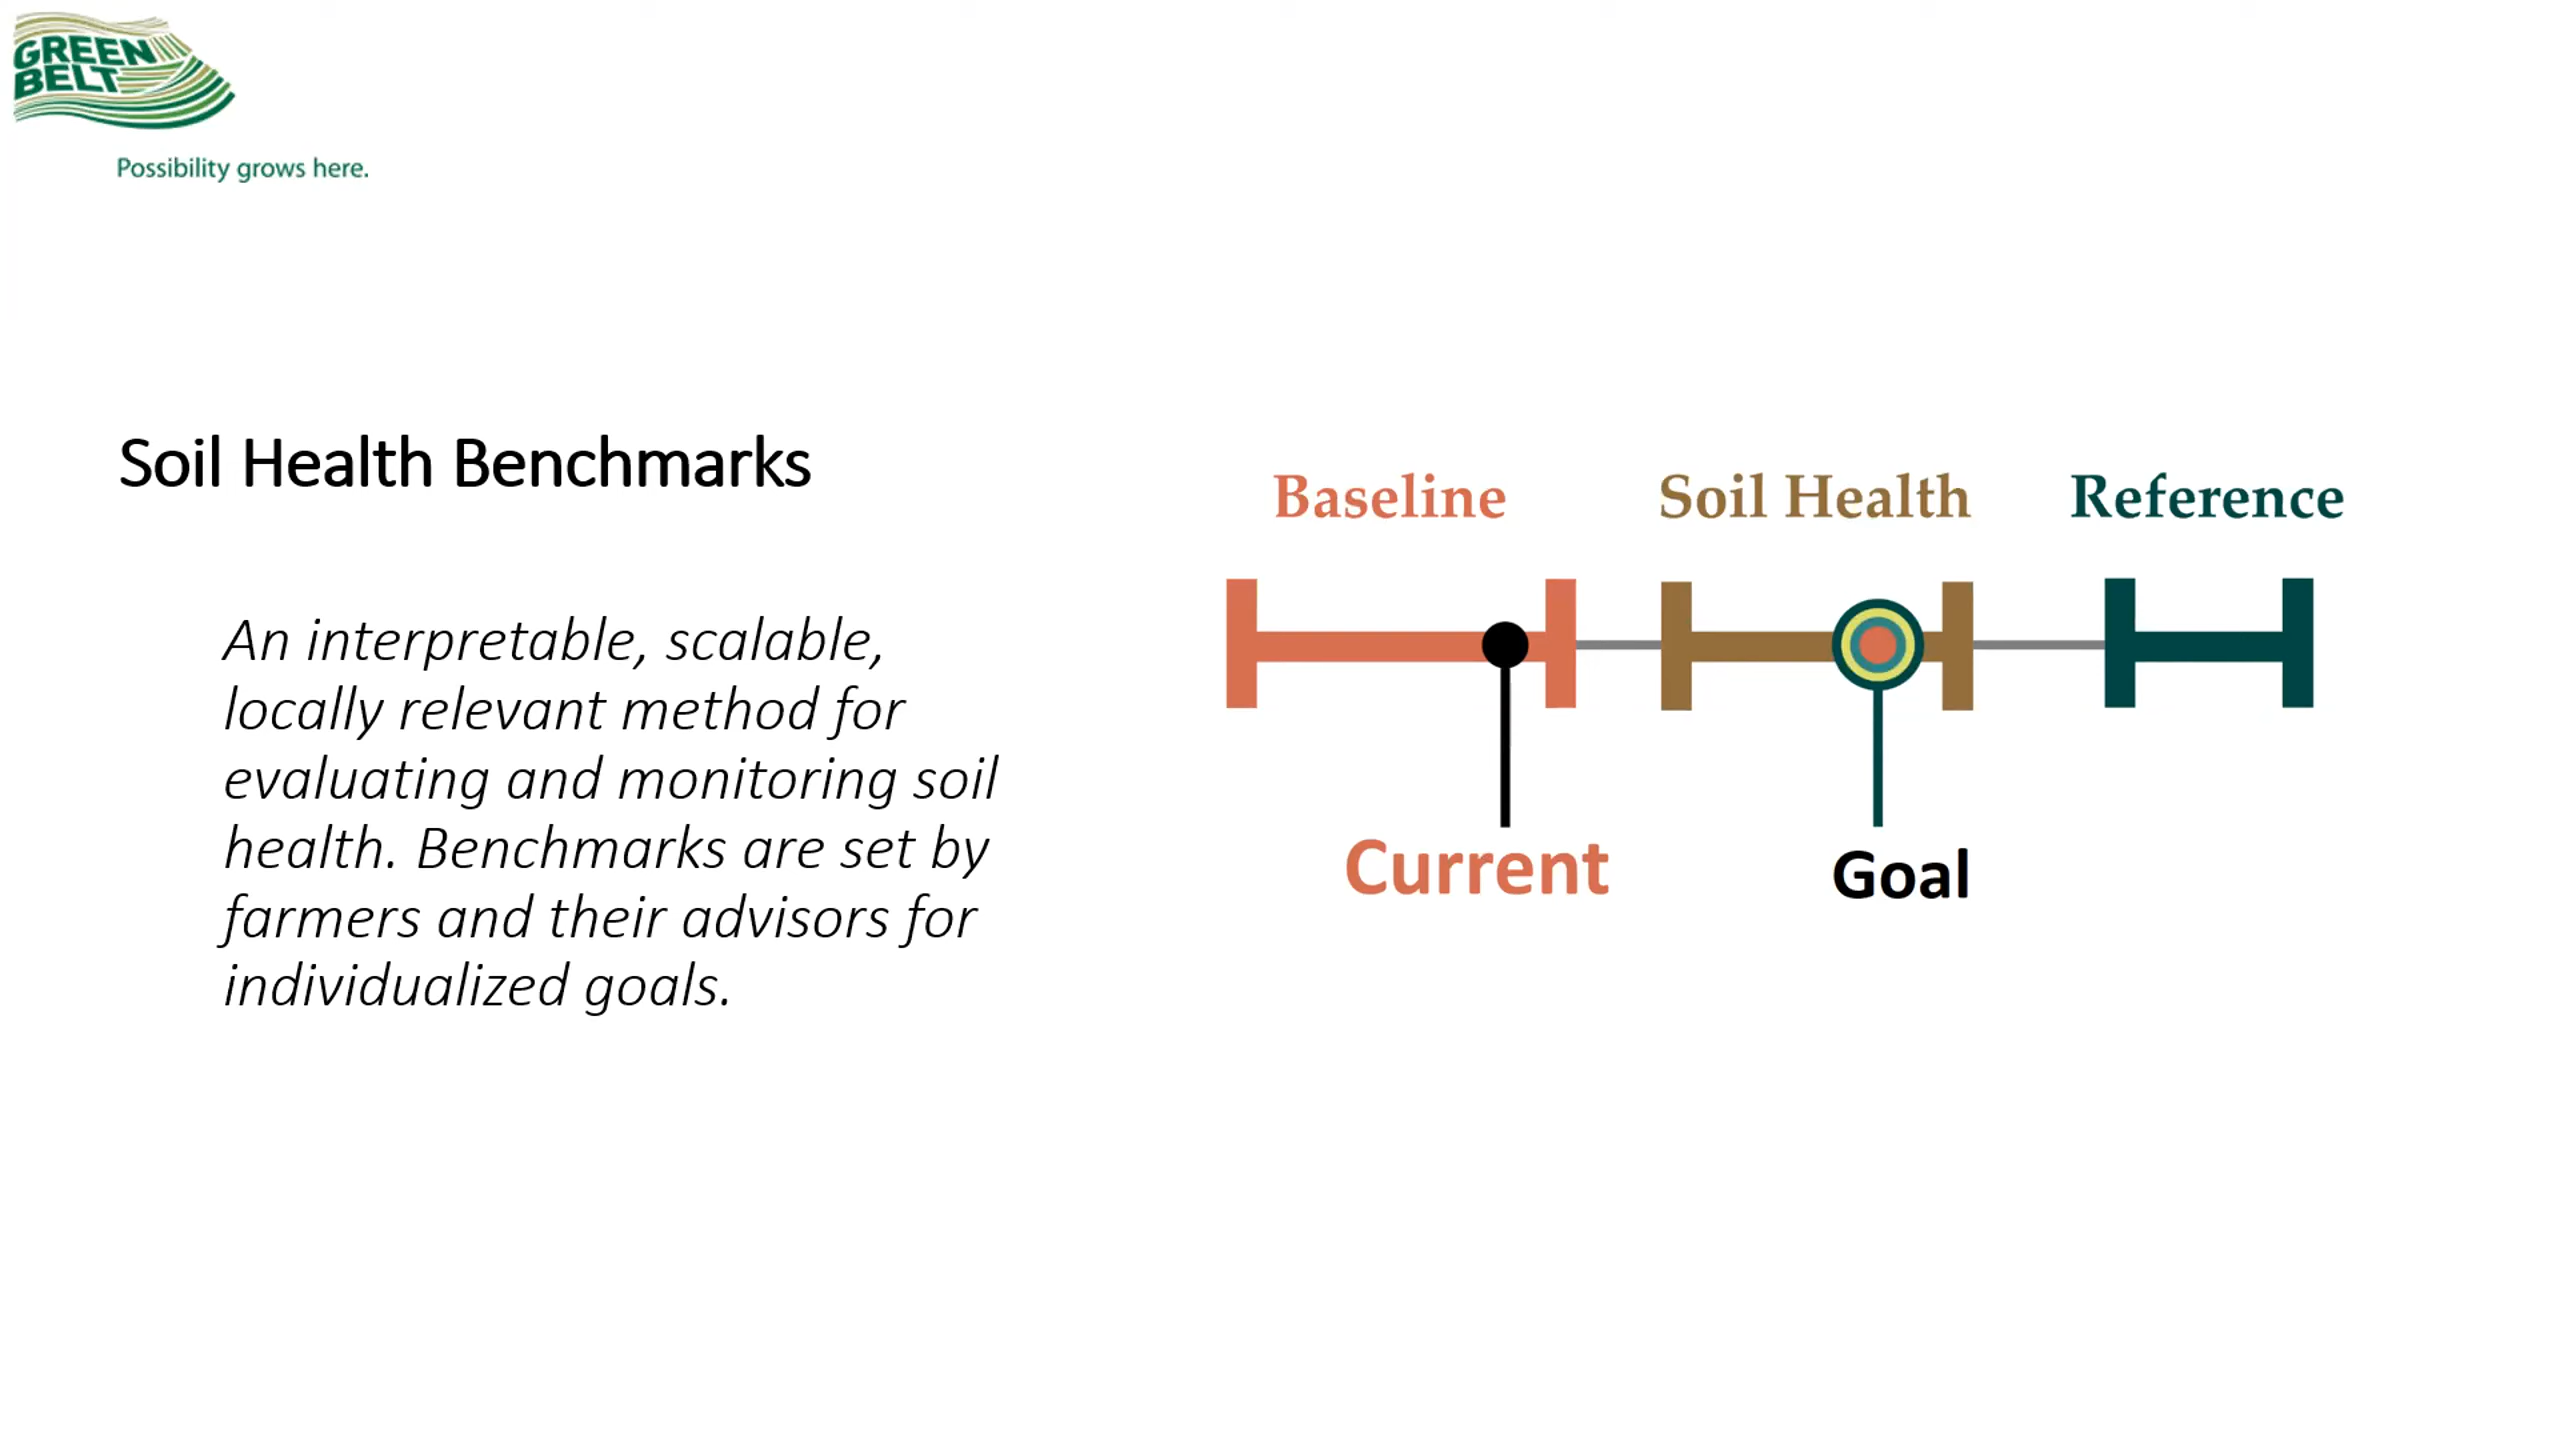 GREEN
BELT
Possibility grows here.
Soil Health Benchmarks
An interpretable, scalable,
locally relevant method for
evaluating and monitoring soil
health. Benchmarks are set by
farmers and their advisors for
individualized goals.
Baseline
Soil Health
Reference
Current
Goal